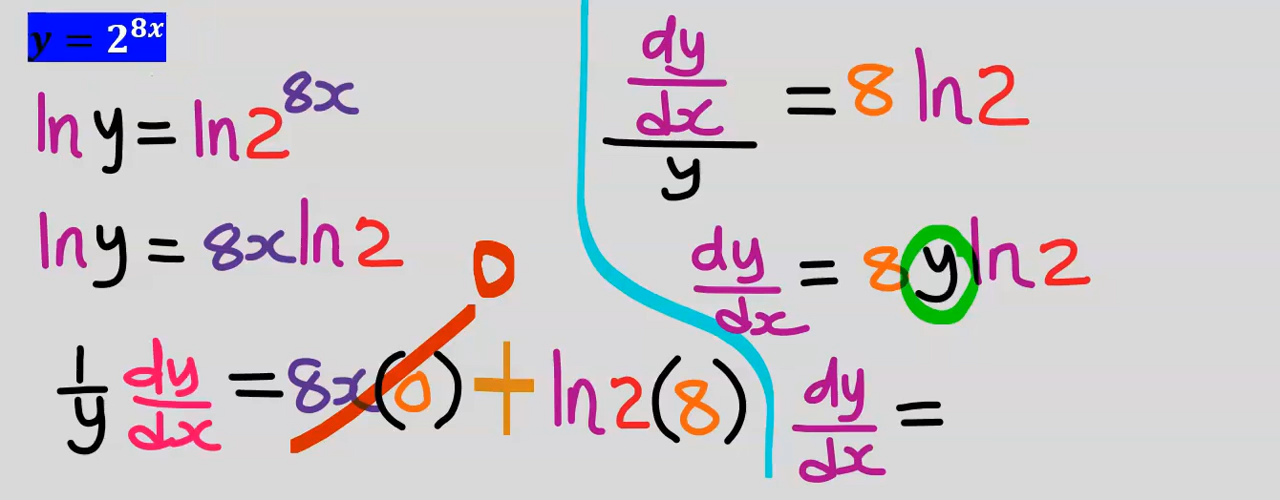 y = 2^{8x}
ln y = ln 2^{8x}
ln y = 8x ln 2
0
1/y dy/dx = 8x(0) + ln 2(8)
dy/dx / y = 8 ln 2
dy/dx = 8 y ln 2
dy/dx =